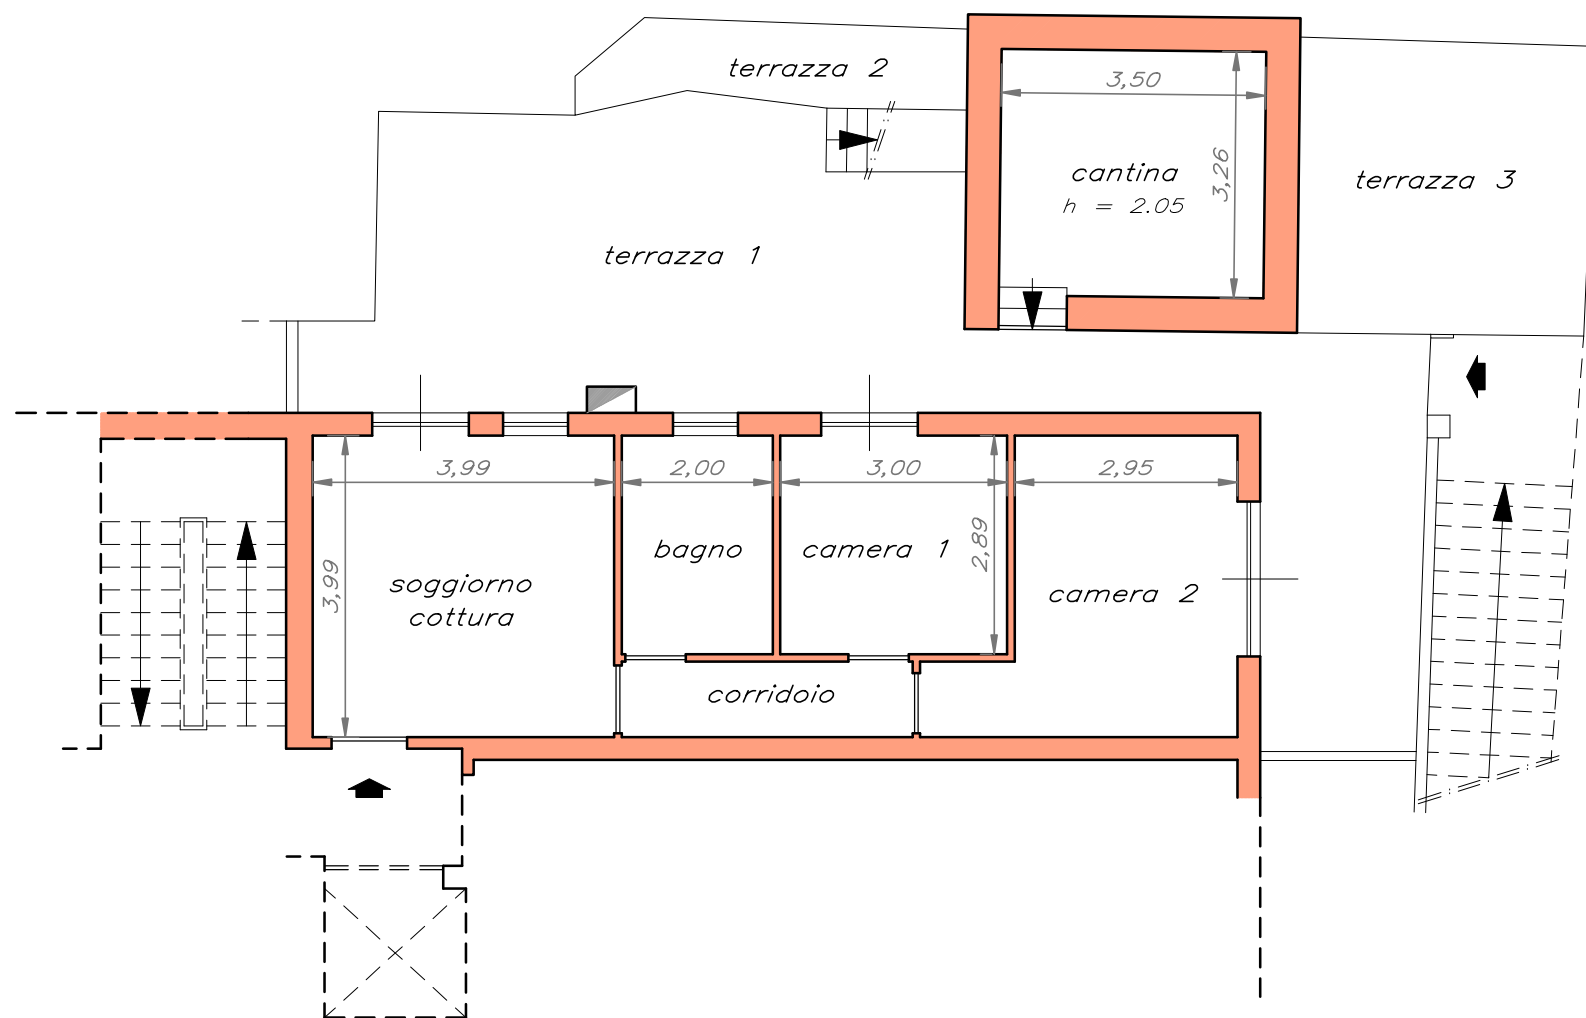 terrazza 2
3,50
cantina
h = 2.05
3,26
terrazza 3
terrazza 1
3,99
2,00
3,00
2,95
3,99
soggiorno
cottura
bagno
camera 1
2,89
camera 2
corridoio